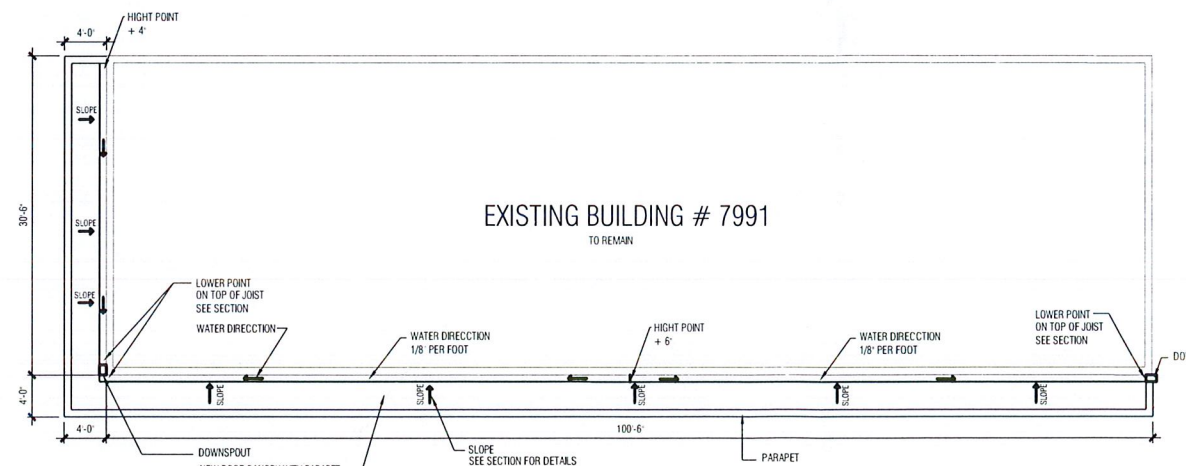 HIGHT POINT
+ 4'
4'-0"
SLOPE
SLOPE
SLOPE
30'-6"
EXISTING BUILDING # 7991
TO REMAIN
LOWER POINT
ON TOP OF JOIST
SEE SECTION
WATER DIRECCTION
WATER DIRECCTION
1/8" PER FOOT
HIGHT POINT
+ 6'
WATER DIRECCTION
1/8" PER FOOT
LOWER POINT
ON TOP OF JOIST
SEE SECTION
4'-0"
SLOPE
SLOPE
SLOPE
SLOPE
SLOPE
4'-0"
100'-6"
DOWNSPOUT
SLOPE
SEE SECTION FOR DETAILS
PARAPET